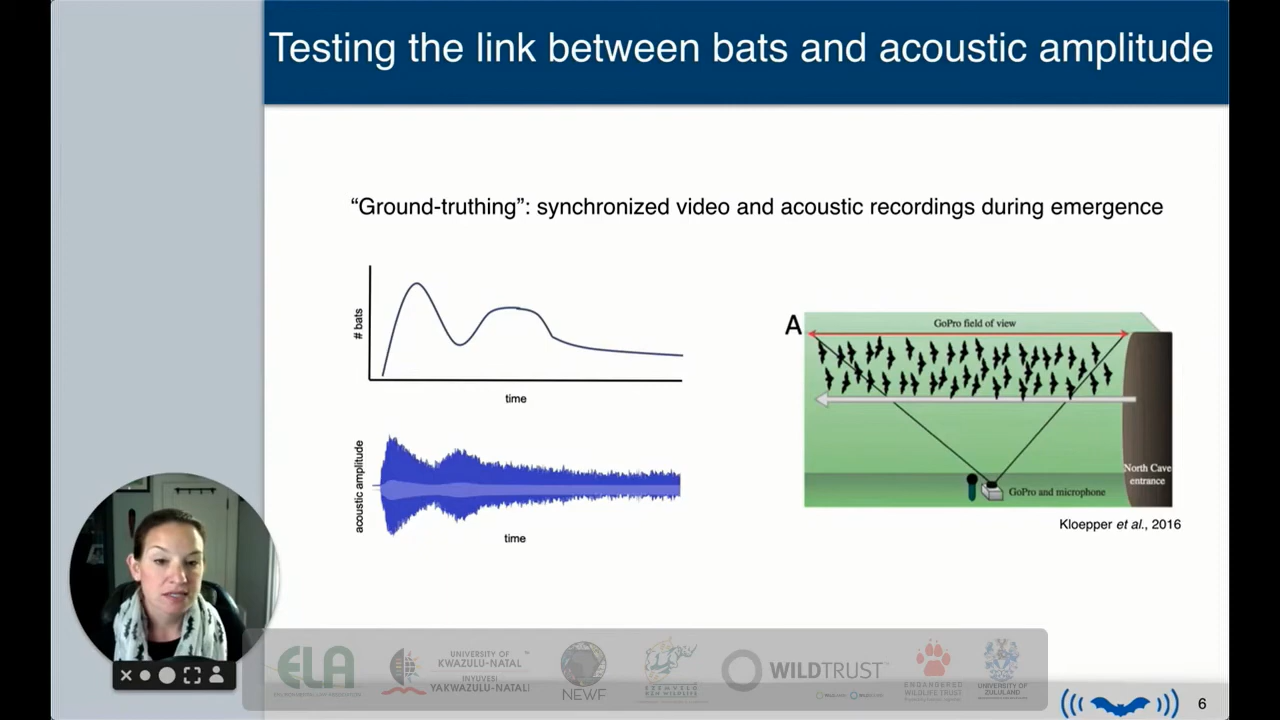 Testing the link between bats and acoustic amplitude
“Ground-truthing”: synchronized video and acoustic recordings during emergence
# bats
time
acoustic amplitude
time
A
GoPro field of view
North Cave
entrance
GoPro and microphone
Kloepper et al., 2016
ELA
UNIVERSITY OF
KWAZULU-NATAL
INYUVESI
YAKWAZULU-NATALI
NEWF
WILDTRUST
ENDANGERED
WILDLIFE TRUST
UNIVERSITY OF
ZULULAND
6